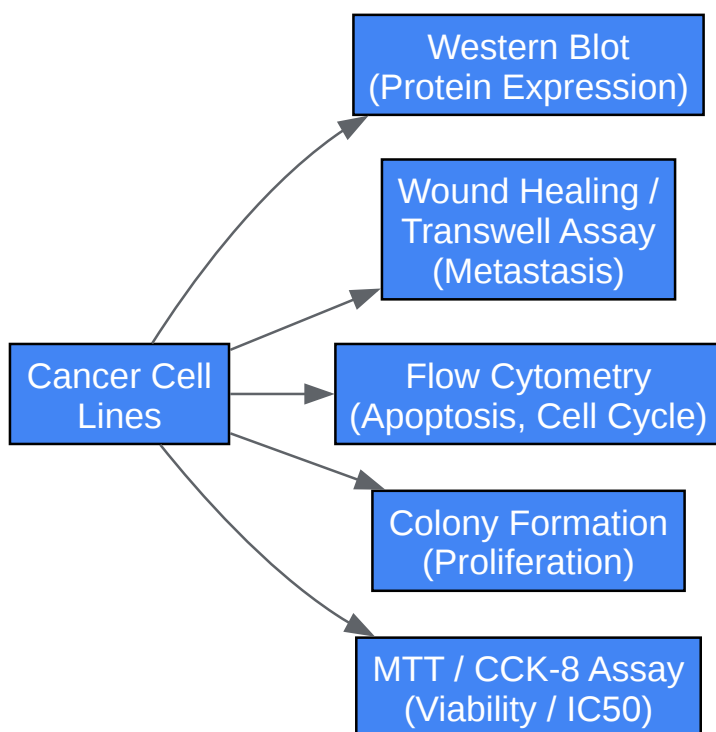 Western Blot
(Protein Expression)
Wound Healing /
Transwell Assay
(Metastasis)
Cancer Cell
Lines
Flow Cytometry
(Apoptosis, Cell Cycle)
Colony Formation
(Proliferation)
MTT / CCK-8 Assay
(Viability / IC50)